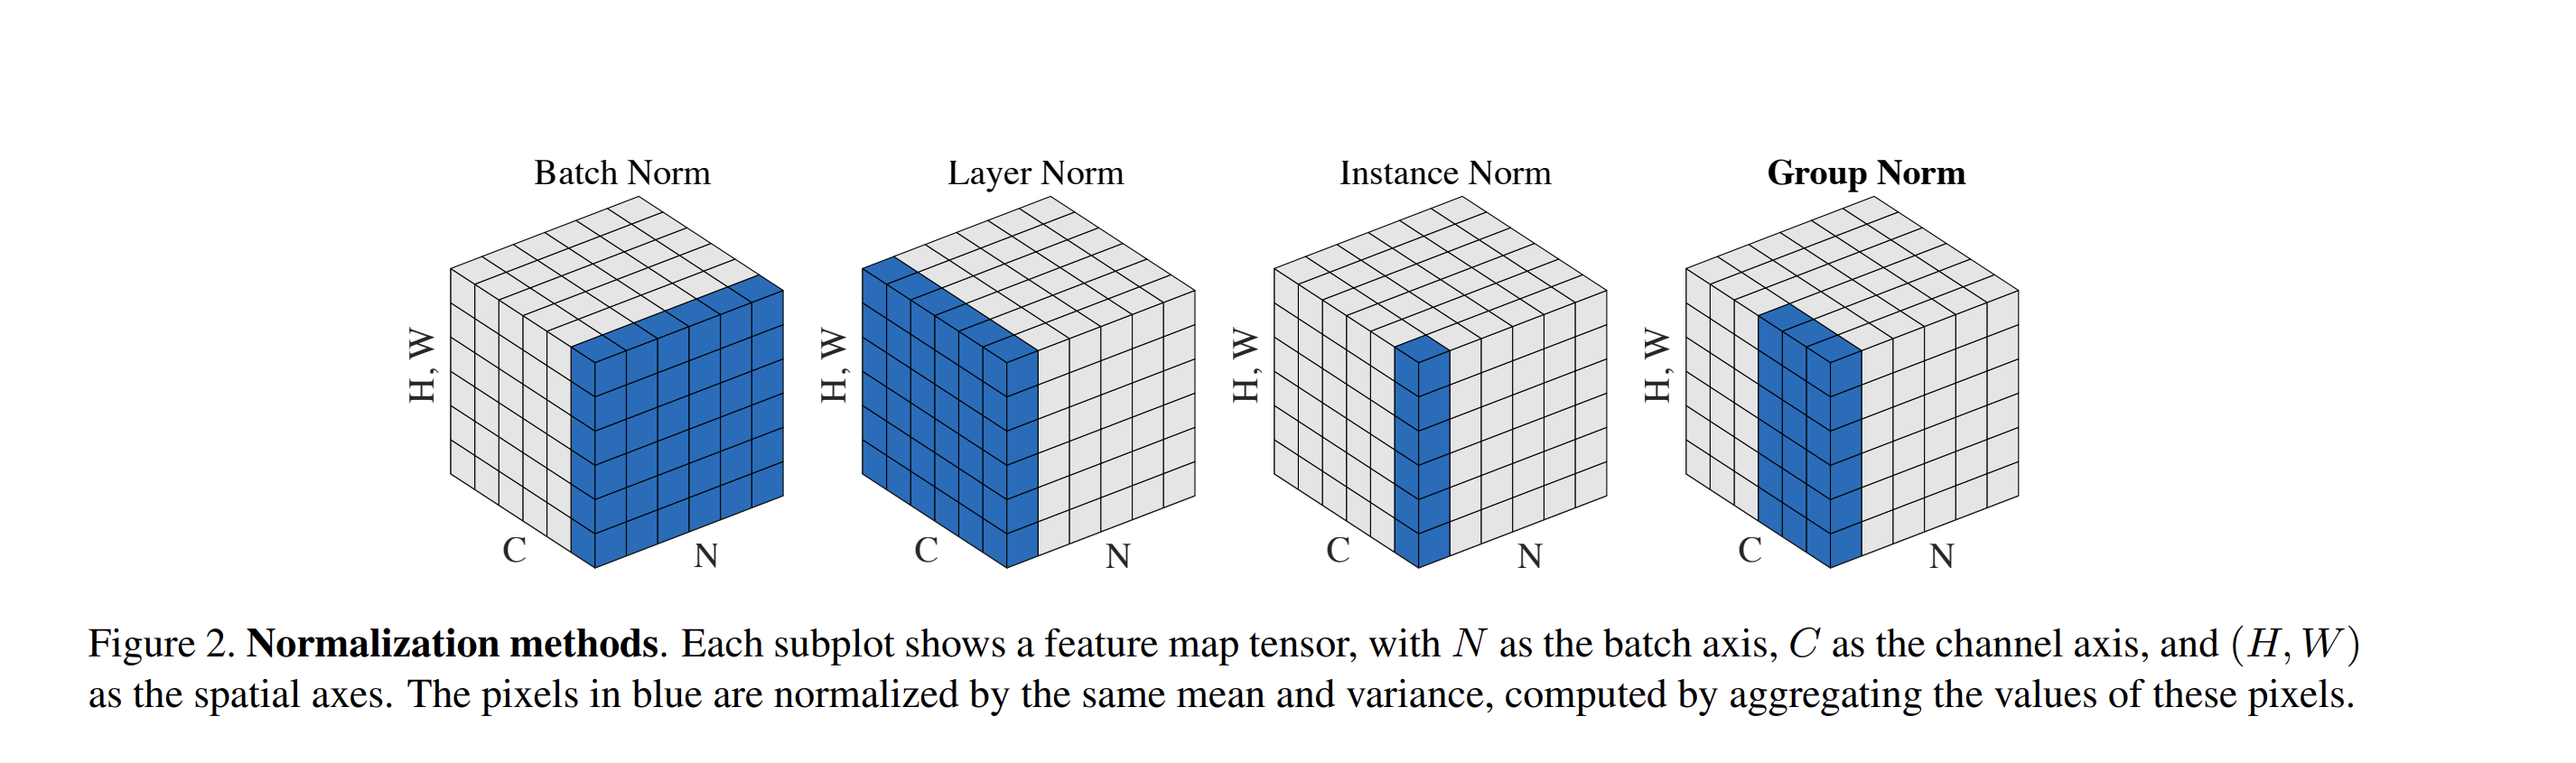 Batch Norm
H, W
C
N
Layer Norm
H, W
C
N
Instance Norm
H, W
C
N
Group Norm
H, W
C
N
Figure 2. Normalization methods. Each subplot shows a feature map tensor, with N as the batch axis, C as the channel axis, and (H, W)
as the spatial axes. The pixels in blue are normalized by the same mean and variance, computed by aggregating the values of these pixels.